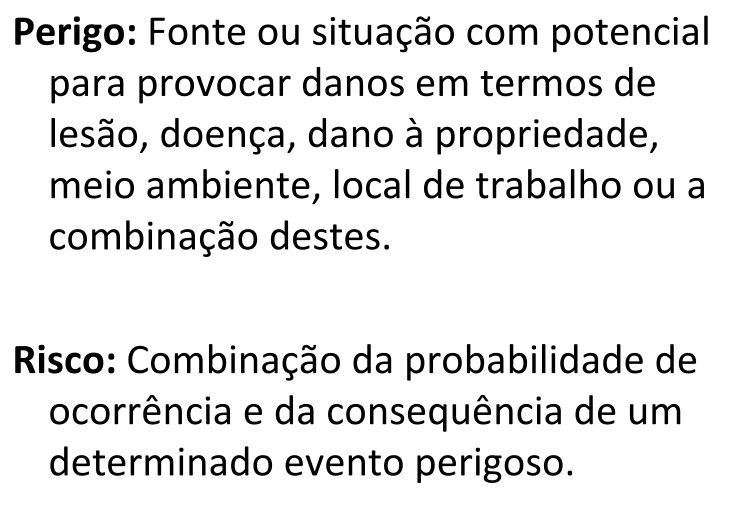 Perigo: Fonte ou situação com potencial
para provocar danos em termos de
lesão, doença, dano à propriedade,
meio ambiente, local de trabalho ou a
combinação destes.
Risco: Combinação da probabilidade de
ocorrência e da consequência de um
determinado evento perigoso.